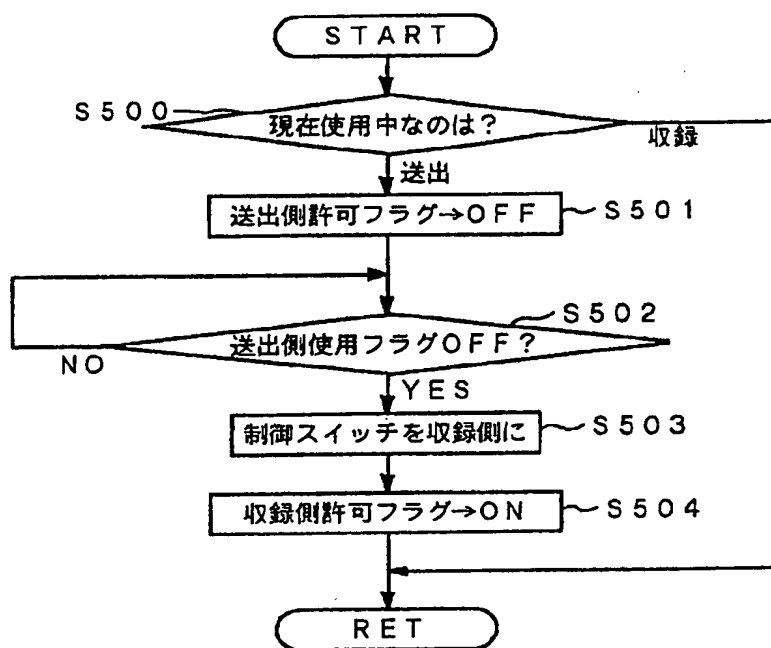 START
S500
現在使用中なのは?
収録
送出
送出側許可フラグ→OFF
S501
S502
送出側使用フラグOFF?
NO
YES
制御スイッチを収録側に
S503
収録側許可フラグ→ON
S504
RET